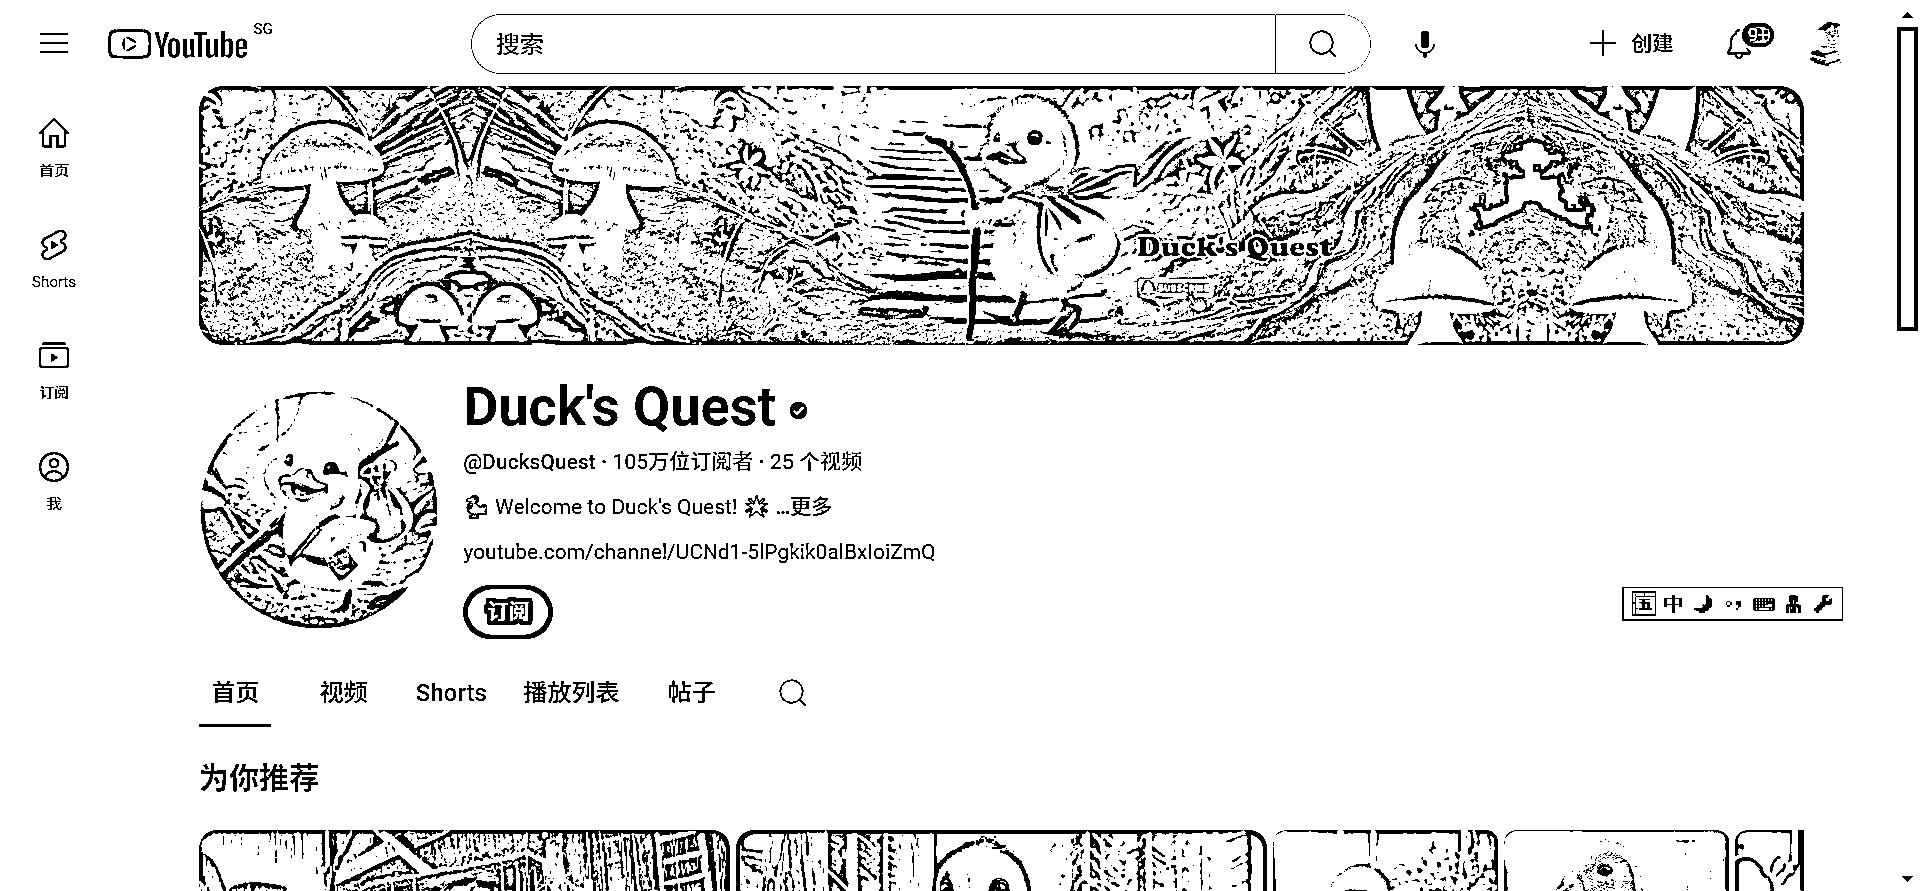 YouTube SG
搜索
创建
9+
首页
Shorts
订阅
我
Duck's Quest
SUBSCRIBE
Duck's Quest
@DucksQuest · 105万位订阅者 · 25 个视频
Welcome to Duck's Quest! ...更多
youtube.com/channel/UCNd1-5lPgkik0alBxIoiZmQ
订阅
五 中
首页 视频 Shorts 播放列表 帖子
为你推荐